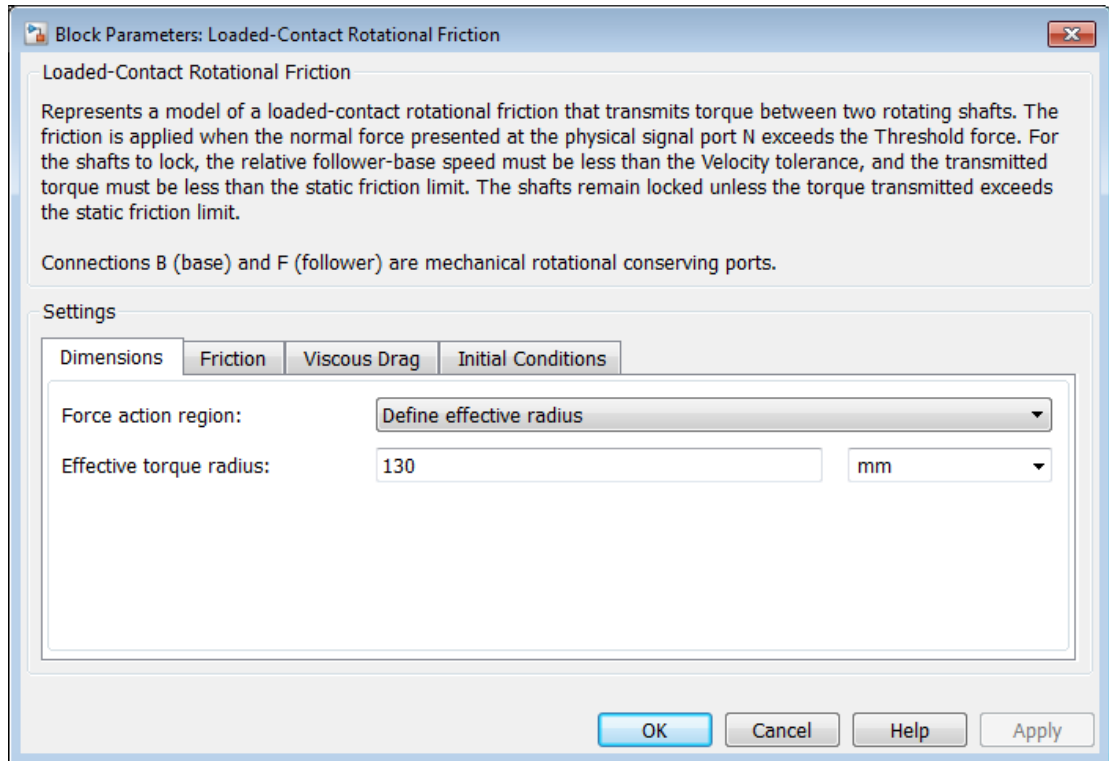 Block Parameters: Loaded-Contact Rotational Friction
Loaded-Contact Rotational Friction
Represents a model of a loaded-contact rotational friction that transmits torque between two rotating shafts. The
friction is applied when the normal force presented at the physical signal port N exceeds the Threshold force. For
the shafts to lock, the relative follower-base speed must be less than the Velocity tolerance, and the transmitted
torque must be less than the static friction limit. The shafts remain locked unless the torque transmitted exceeds
the static friction limit.
Connections B (base) and F (follower) are mechanical rotational conserving ports.
Settings
Dimensions Friction Viscous Drag Initial Conditions
Force action region: Define effective radius
Effective torque radius: 130 mm
OK Cancel Help Apply